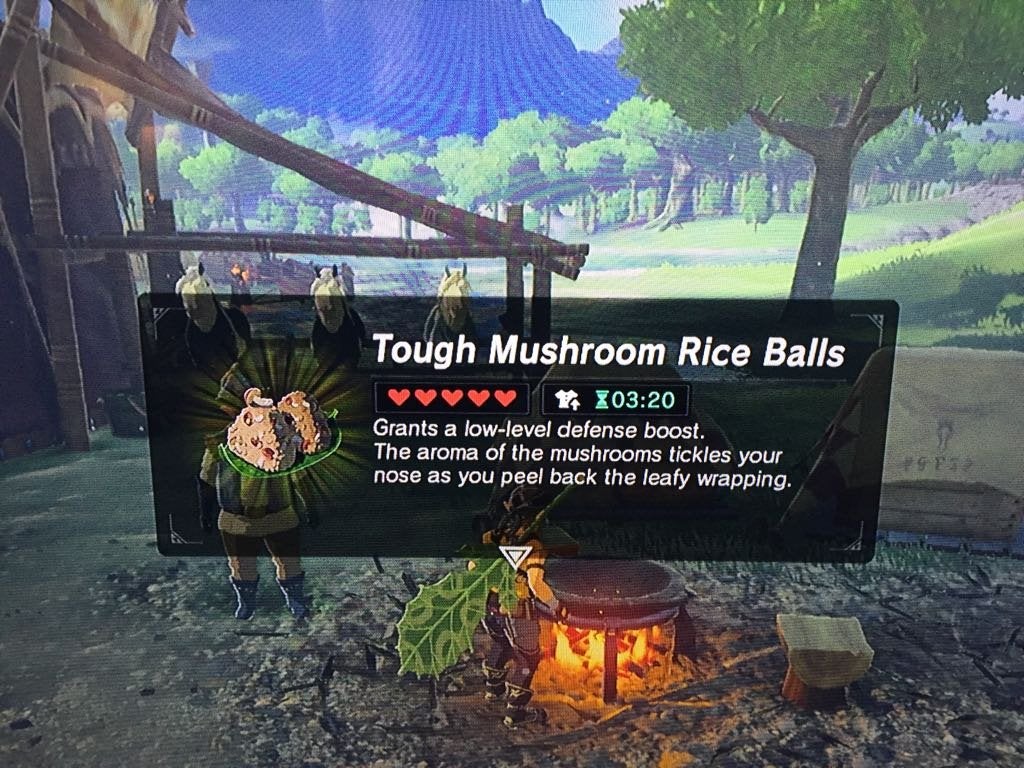 Tough Mushroom Rice Balls
03:20
Grants a low-level defense boost.
The aroma of the mushrooms tickles your
nose as you peel back the leafy wrapping.